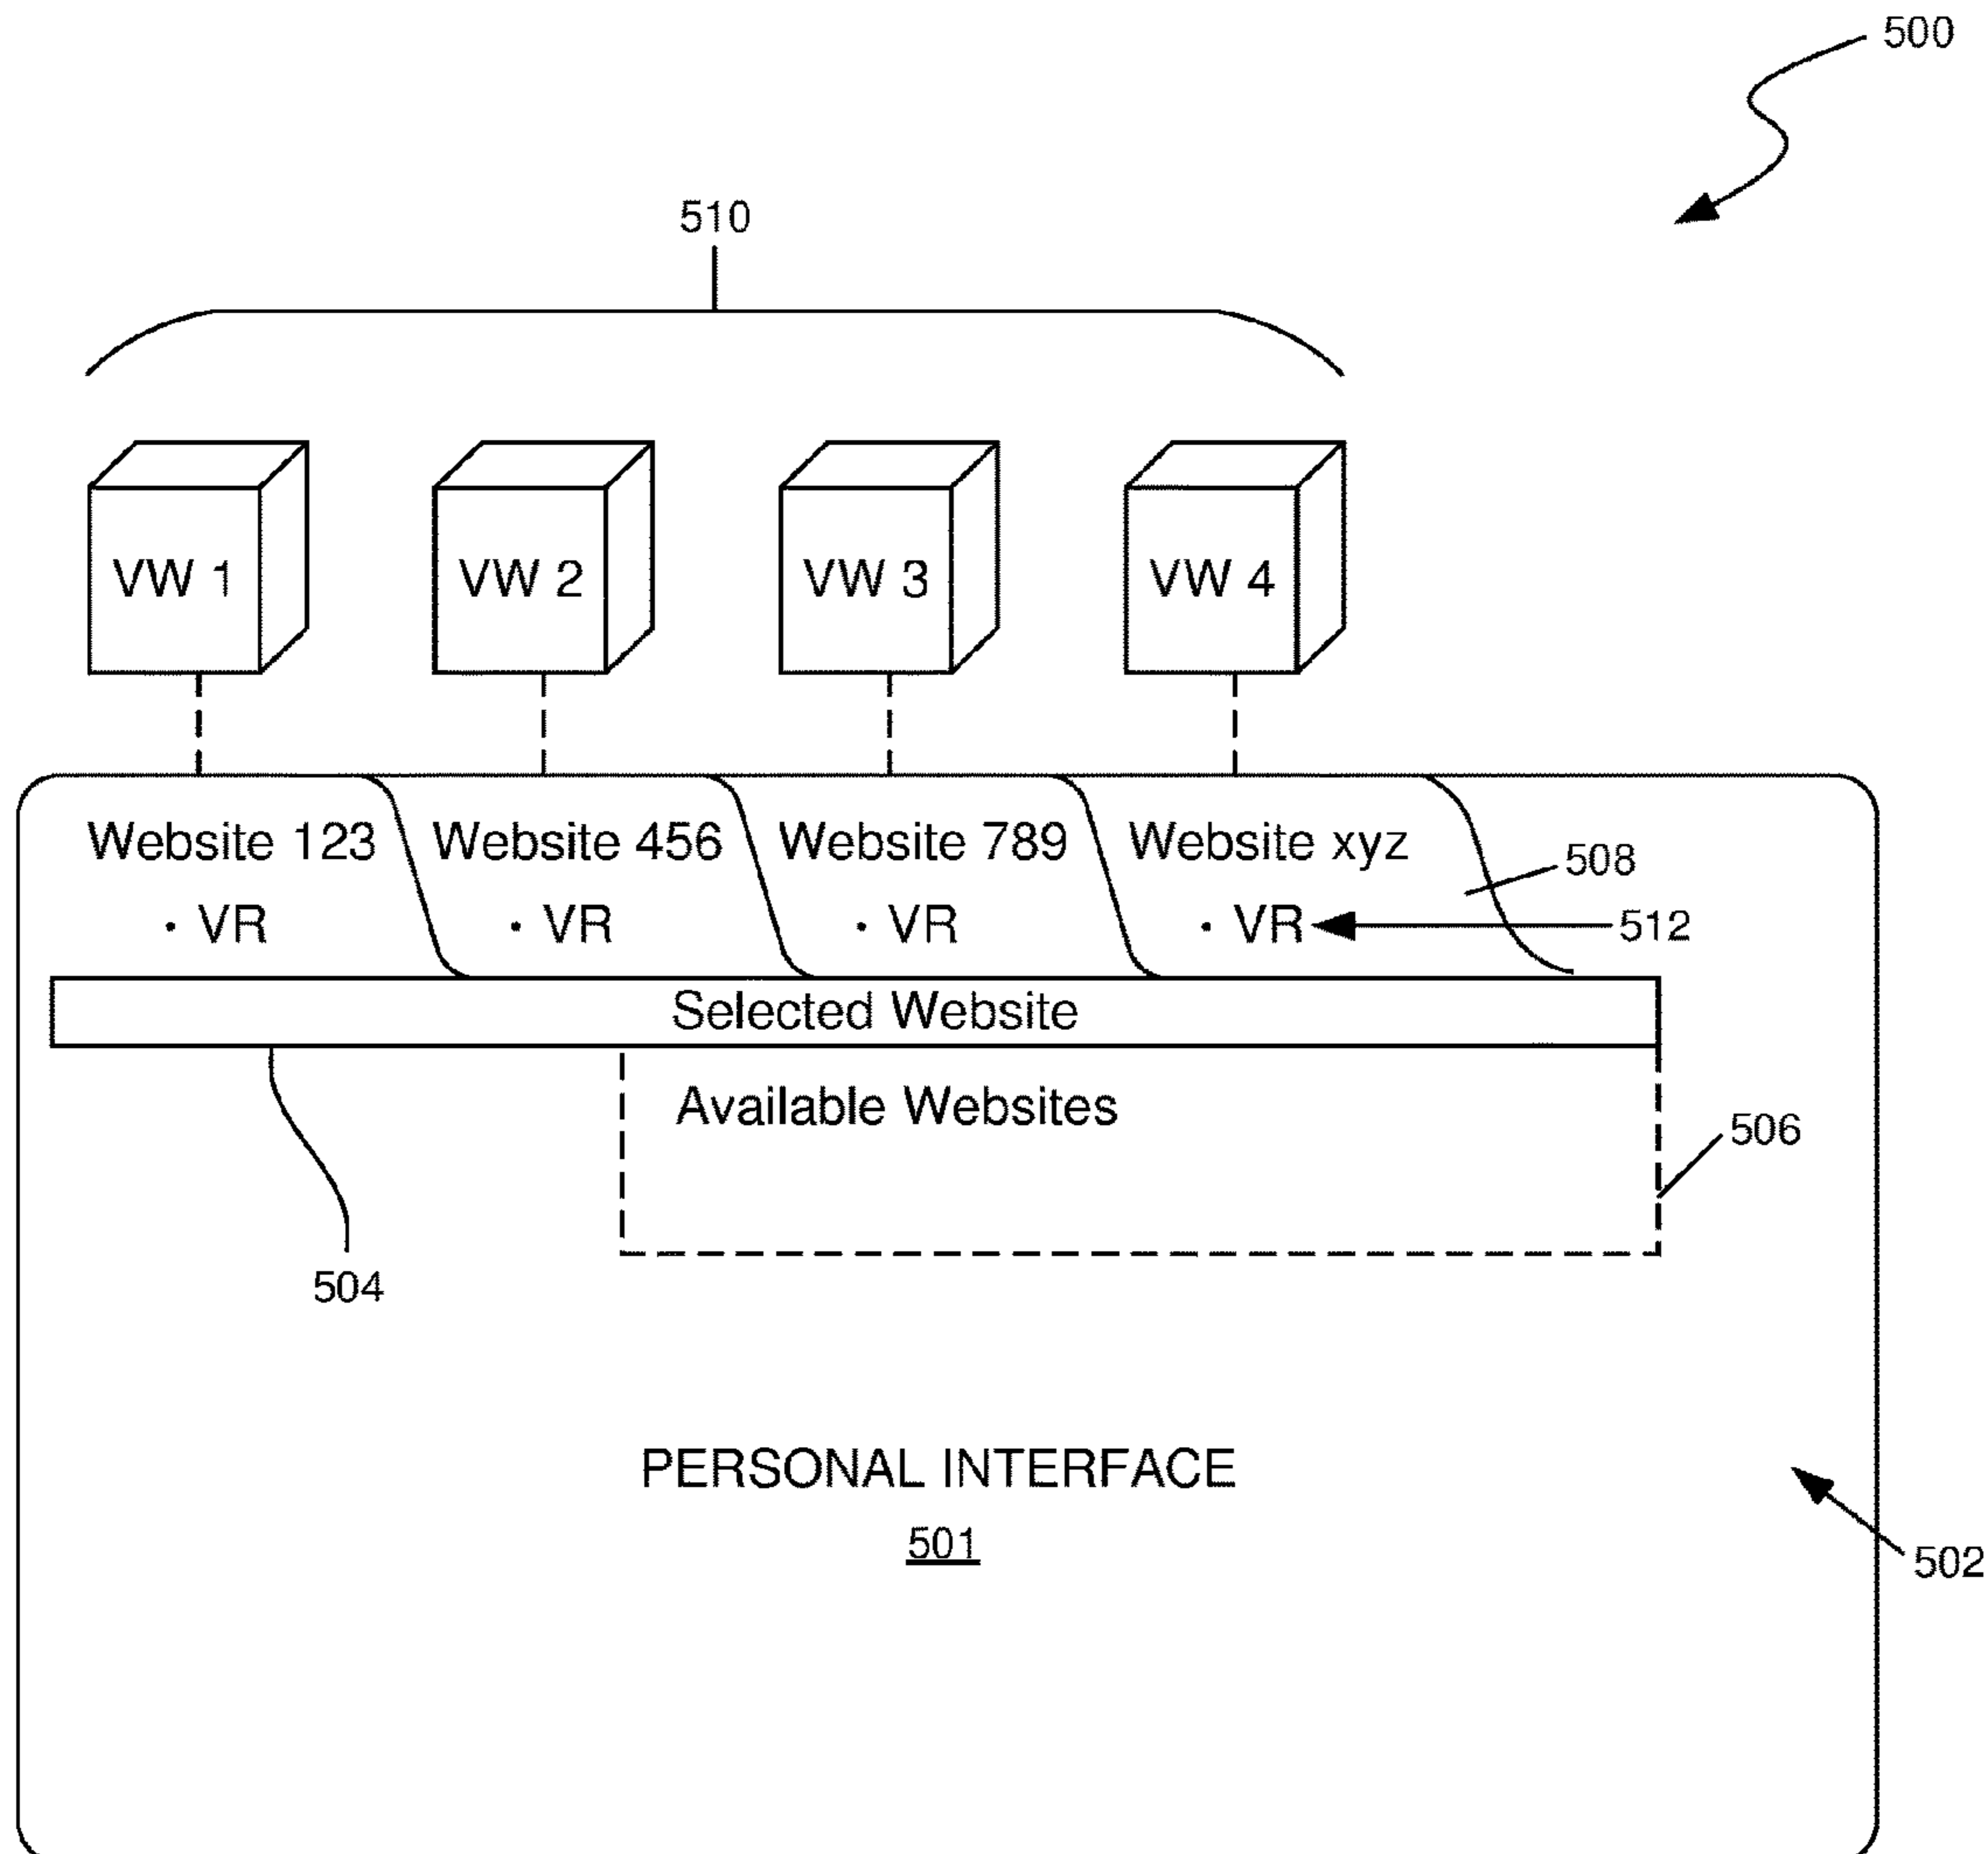 500
510
VW 1 VW 2 VW 3 VW 4
Website 123 Website 456 Website 789 Website xyz
508
· VR · VR · VR · VR 512
Selected Website
Available Websites
506
504
PERSONAL INTERFACE
501
502